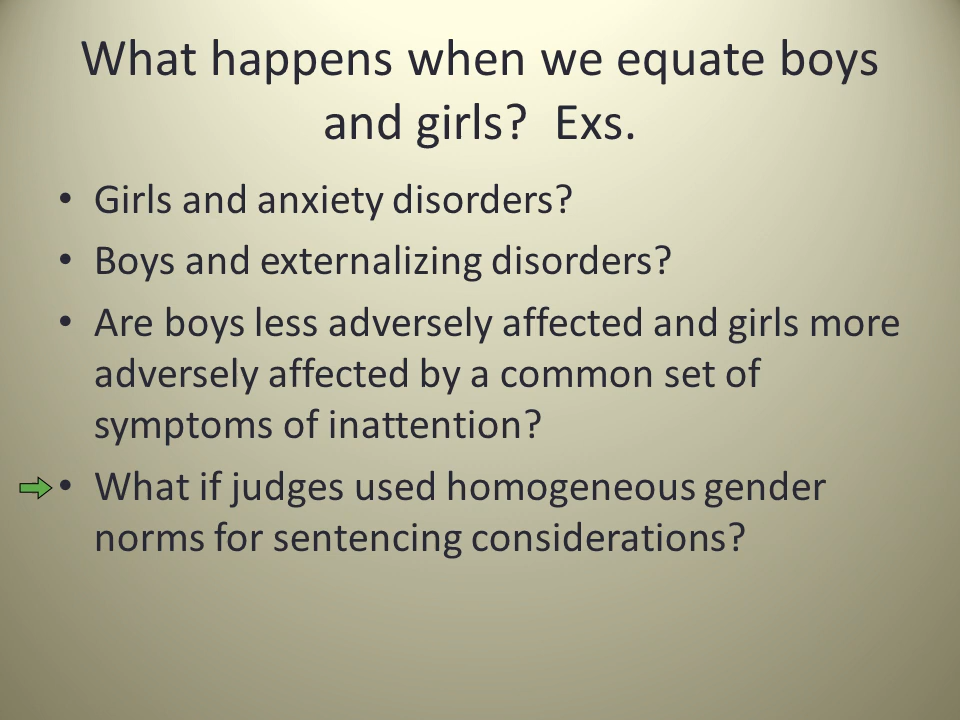 What happens when we equate boys
and girls?  Exs.
• Girls and anxiety disorders?
• Boys and externalizing disorders?
• Are boys less adversely affected and girls more
adversely affected by a common set of
symptoms of inattention?
• What if judges used homogeneous gender
norms for sentencing considerations?